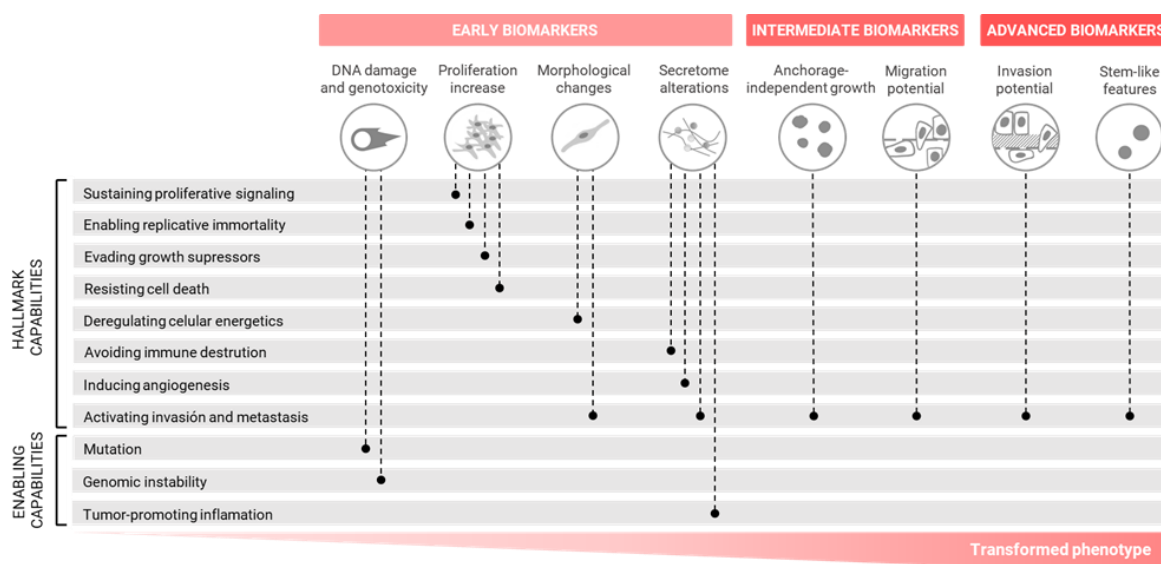 EARLY BIOMARKERS
INTERMEDIATE BIOMARKERS
ADVANCED BIOMARKERS
DNA damage
and genotoxicity
Proliferation
increase
Morphological
changes
Secretome
alterations
Anchorage-
independent growth
Migration
potential
Invasion
potential
Stem-like
features
HALLMARK
CAPABILITIES
Sustaining proliferative signaling
Enabling replicative immortality
Evading growth supressors
Resisting cell death
Deregulating celular energetics
Avoiding immune destrution
Inducing angiogenesis
Activating invasión and metastasis
ENABLING
CAPABILITIES
Mutation
Genomic instability
Tumor-promoting inflamation
Transformed phenotype